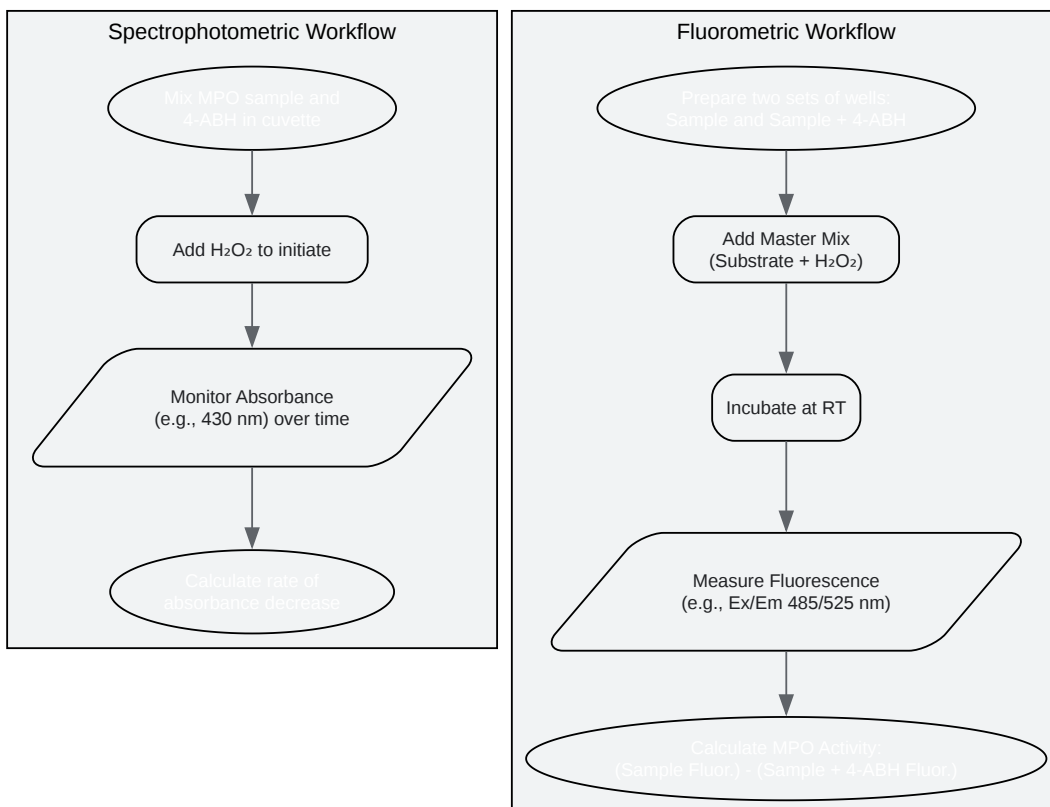 Spectrophotometric Workflow
Mix MPO sample and
4-ABH in cuvette
Add H₂O₂ to initiate
Monitor Absorbance
(e.g., 430 nm) over time
Calculate rate of
absorbance decrease
Fluorometric Workflow
Prepare two sets of wells:
Sample and Sample + 4-ABH
Add Master Mix
(Substrate + H₂O₂)
Incubate at RT
Measure Fluorescence
(e.g., Ex/Em 485/525 nm)
Calculate MPO Activity:
(Sample Fluor.) - (Sample + 4-ABH Fluor.)